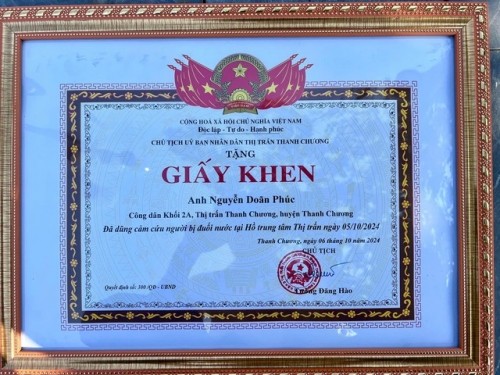 CỘNG HOÀ XÃ HỘI CHỦ NGHĨA VIỆT NAM
Độc lập - Tự do - Hạnh phúc
CHỦ TỊCH UỶ BAN NHÂN DÂN THỊ TRẤN THANH CHƯƠNG
TẶNG
GIẤY KHEN
Anh Nguyễn Doãn Phúc
Công dân Khối 2A, Thị trấn Thanh Chương, huyện Thanh Chương
Đã dũng cảm cứu người bị đuối nước tại Hồ trung tâm Thị trấn ngày 05/10/2024
Thanh Chương, ngày 06 tháng 10 năm 2024
CHỦ TỊCH
Quyết định số: /QĐ - UBND
Đăng Hào